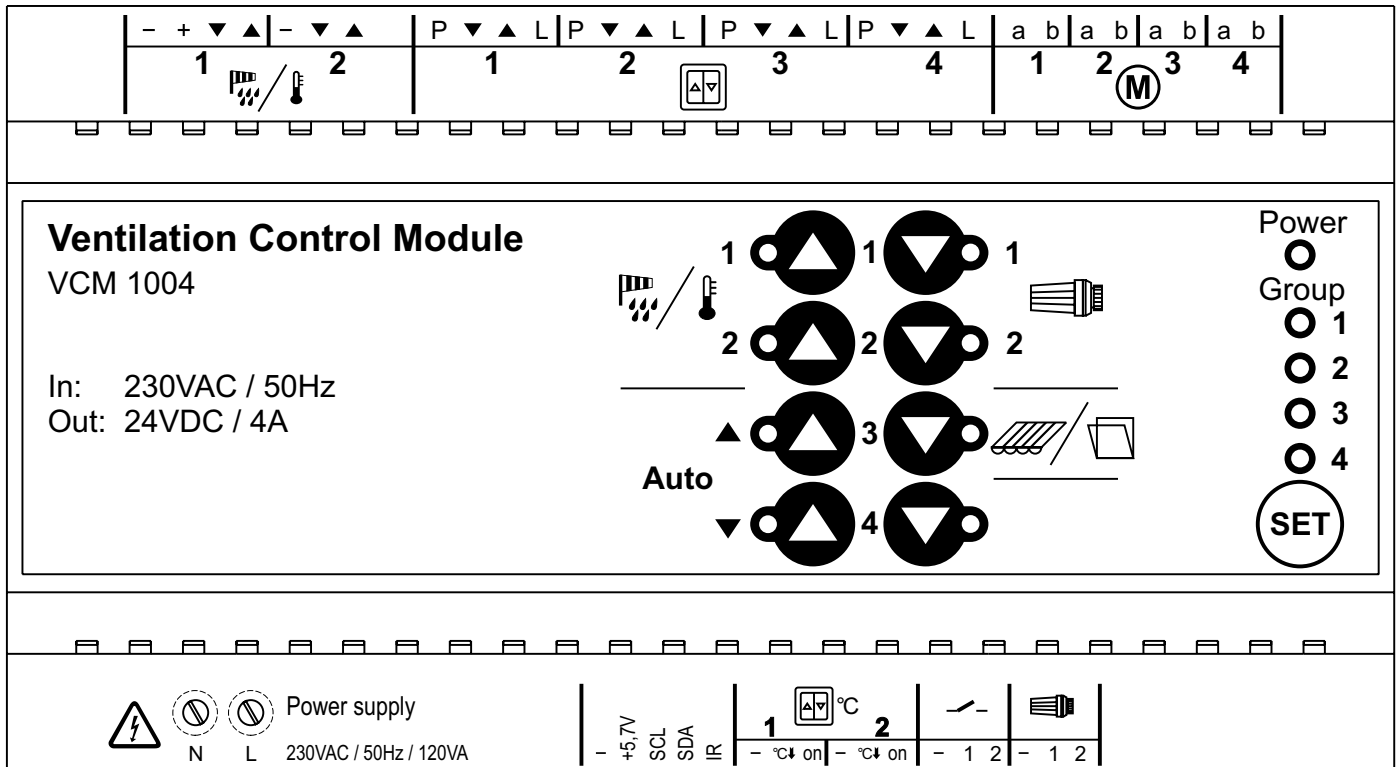 − + ▼ ▲ − ▼ ▲ P ▼ ▲ L P ▼ ▲ L P ▼ ▲ L P ▼ ▲ L a b a b a b a b
1 2 1 2 3 4 1 2 3 4
M
Ventilation Control Module
VCM 1004
In: 230VAC / 50Hz
Out: 24VDC / 4A
1 1 1
2 2 2
▲ 3
Auto
▼ 4
Power
Group
1
2
3
4
SET
Power supply
N L 230VAC / 50Hz / 120VA
−
+5,7V
SCL
SDA
IR
°C
1 2
− °C⬇ on − °C⬇ on − 1 2 − 1 2